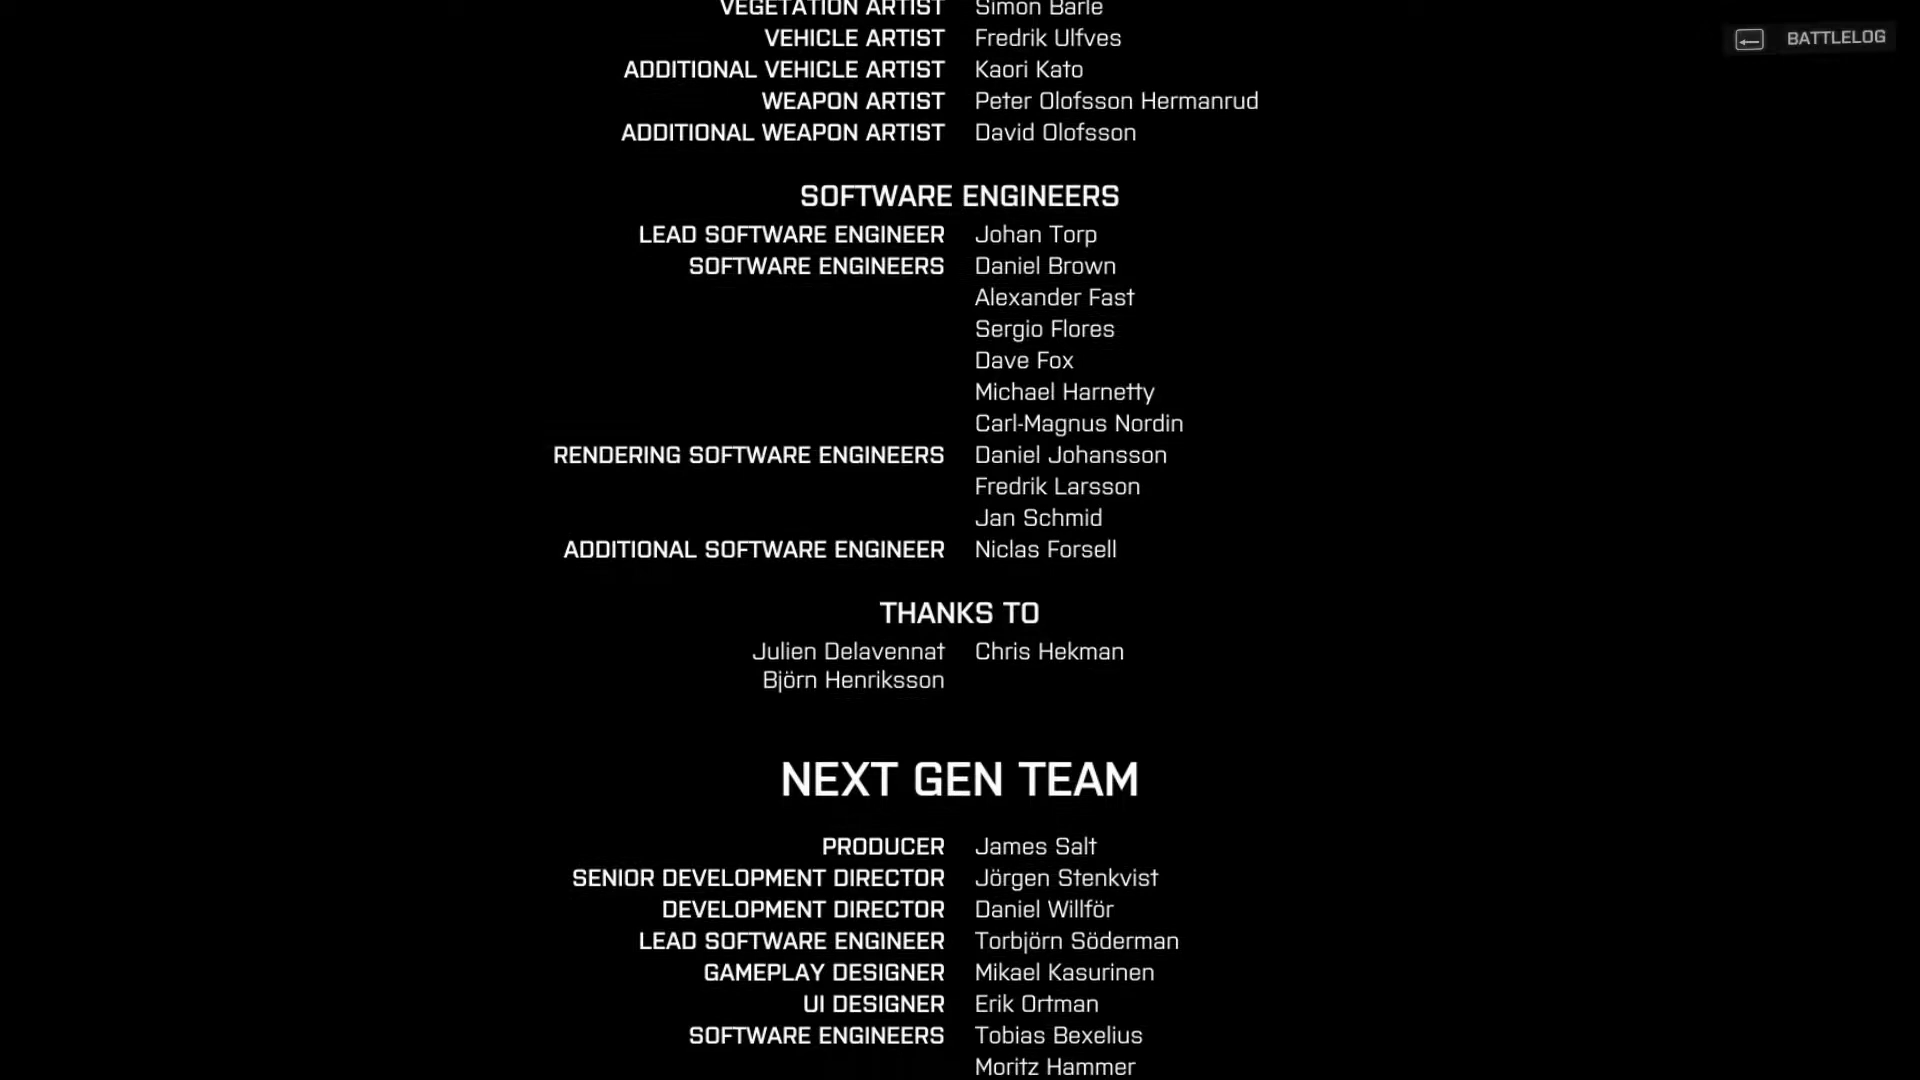 VEGETATION ARTIST Simon Barle
BATTLELOG
VEHICLE ARTIST Fredrik Ulfves
ADDITIONAL VEHICLE ARTIST Kaori Kato
WEAPON ARTIST Peter Olofsson Hermanrud
ADDITIONAL WEAPON ARTIST David Olofsson
SOFTWARE ENGINEERS
LEAD SOFTWARE ENGINEER Johan Torp
SOFTWARE ENGINEERS Daniel Brown
Alexander Fast
Sergio Flores
Dave Fox
Michael Harnetty
Carl-Magnus Nordin
RENDERING SOFTWARE ENGINEERS Daniel Johansson
Fredrik Larsson
Jan Schmid
ADDITIONAL SOFTWARE ENGINEER Niclas Forsell
THANKS TO
Julien Delavennat Chris Hekman
Björn Henriksson
NEXT GEN TEAM
PRODUCER James Salt
SENIOR DEVELOPMENT DIRECTOR Jörgen Stenkvist
DEVELOPMENT DIRECTOR Daniel Willför
LEAD SOFTWARE ENGINEER Torbjörn Söderman
GAMEPLAY DESIGNER Mikael Kasurinen
UI DESIGNER Erik Ortman
SOFTWARE ENGINEERS Tobias Bexelius
Moritz Hammer